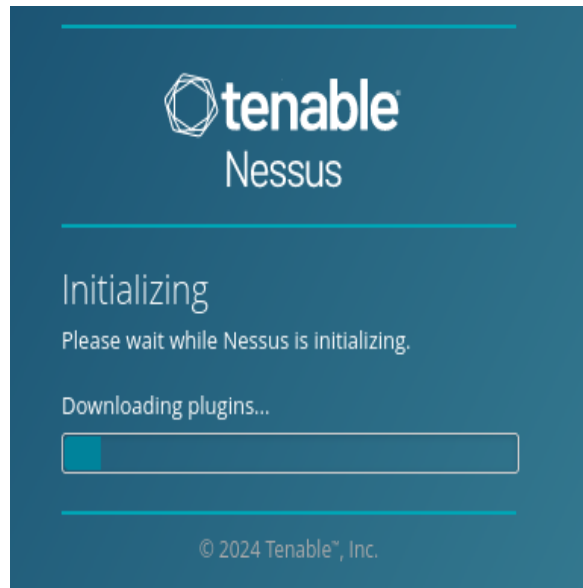 tenable®
Nessus
Initializing
Please wait while Nessus is initializing.
Downloading plugins...
© 2024 Tenable™, Inc.